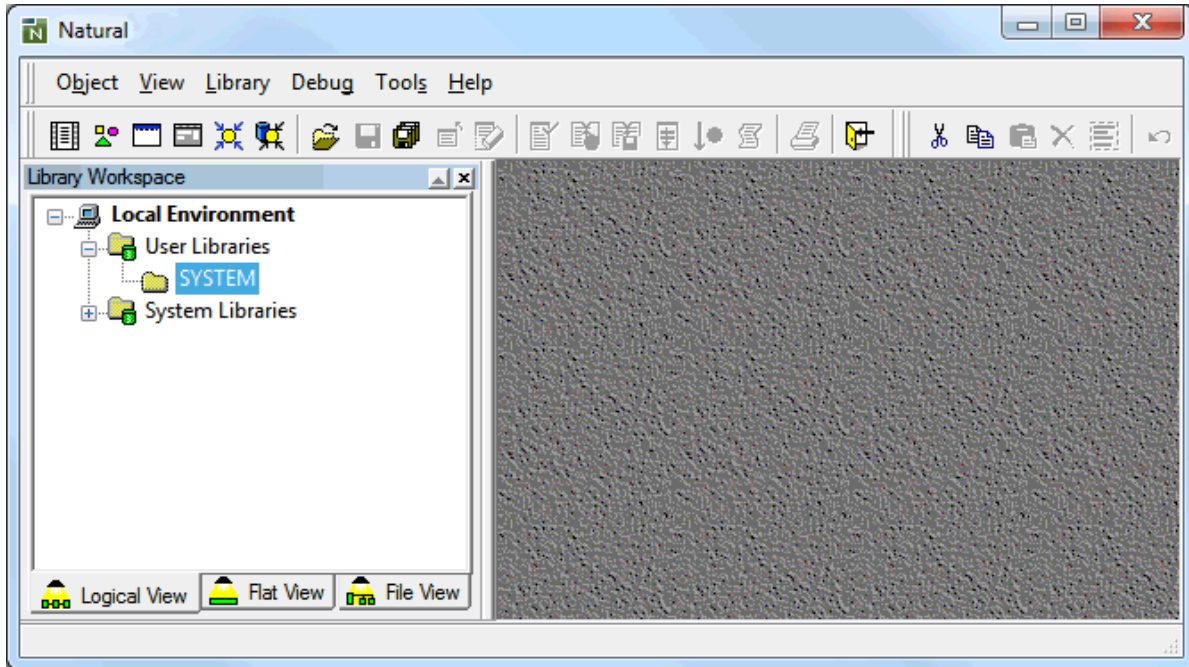 Natural
Object View Library Debug Tools Help
Library Workspace
Local Environment
User Libraries
SYSTEM
System Libraries
Logical View Flat View File View